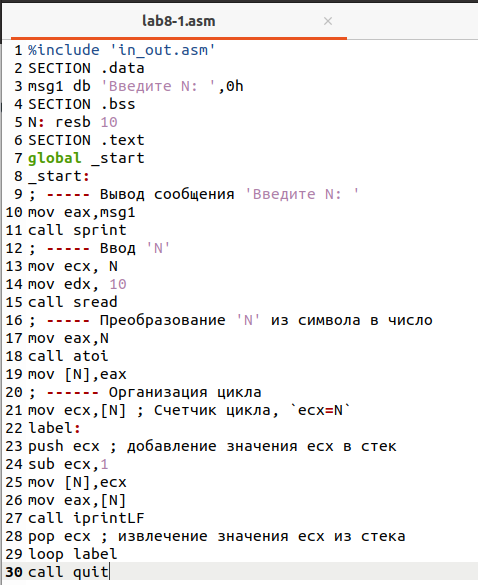 lab8-1.asm
1 %include 'in_out.asm'
2 SECTION .data
3 msg1 db 'Введите N: ',0h
4 SECTION .bss
5 N: resb 10
6 SECTION .text
7 global _start
8 _start:
9 ; ----- Вывод сообщения 'Введите N: '
10 mov eax,msg1
11 call sprint
12 ; ----- Ввод 'N'
13 mov ecx, N
14 mov edx, 10
15 call sread
16 ; ----- Преобразование 'N' из символа в число
17 mov eax,N
18 call atoi
19 mov [N],eax
20 ; ------ Организация цикла
21 mov ecx,[N] ; Счетчик цикла, `ecx=N`
22 label:
23 push ecx ; добавление значения ecx в стек
24 sub ecx,1
25 mov [N],ecx
26 mov eax,[N]
27 call iprintLF
28 pop ecx ; извлечение значения ecx из стека
29 loop label
30 call quit